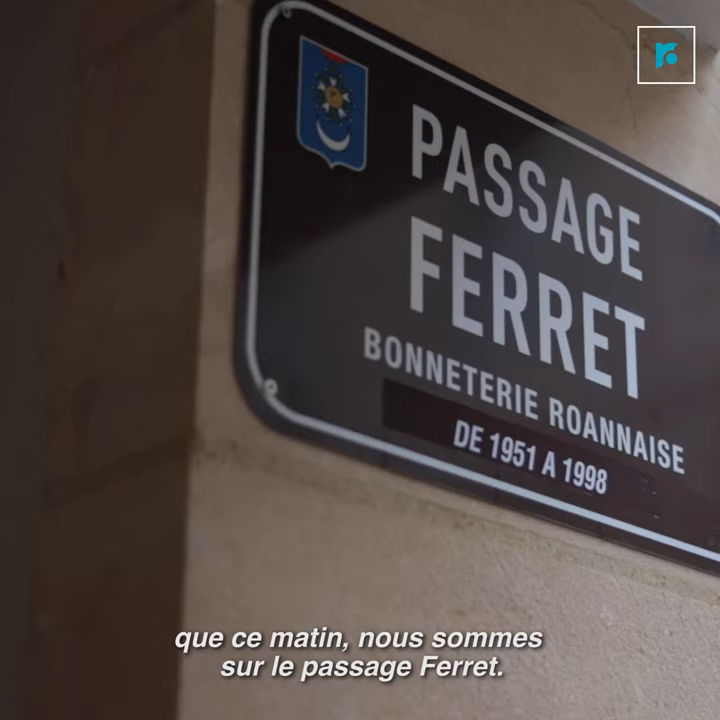 r.
PASSAGE
FERRET
BONNETERIE ROANNAISE
DE 1951 A 1998
que ce matin, nous sommes
sur le passage Ferret.